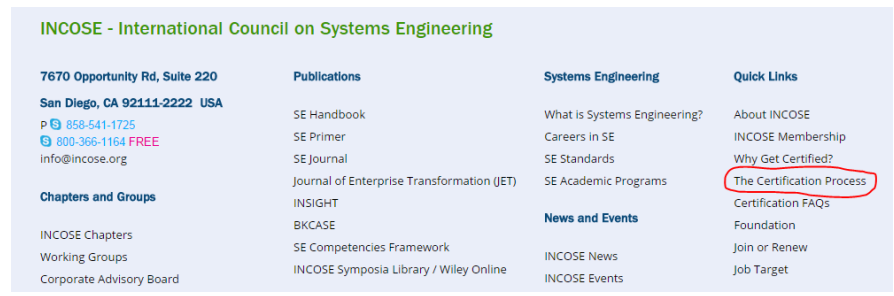 INCOSE - International Council on Systems Engineering
7670 Opportunity Rd, Suite 220
San Diego, CA 92111-2222 USA
P 858-541-1725
800-366-1164 FREE
info@incose.org
Chapters and Groups
INCOSE Chapters
Working Groups
Corporate Advisory Board
Publications
SE Handbook
SE Primer
SE Journal
Journal of Enterprise Transformation (JET)
INSIGHT
BKCASE
SE Competencies Framework
INCOSE Symposia Library / Wiley Online
Systems Engineering
What is Systems Engineering?
Careers in SE
SE Standards
SE Academic Programs
News and Events
INCOSE News
INCOSE Events
Quick Links
About INCOSE
INCOSE Membership
Why Get Certified?
The Certification Process
Certification FAQs
Foundation
Join or Renew
Job Target